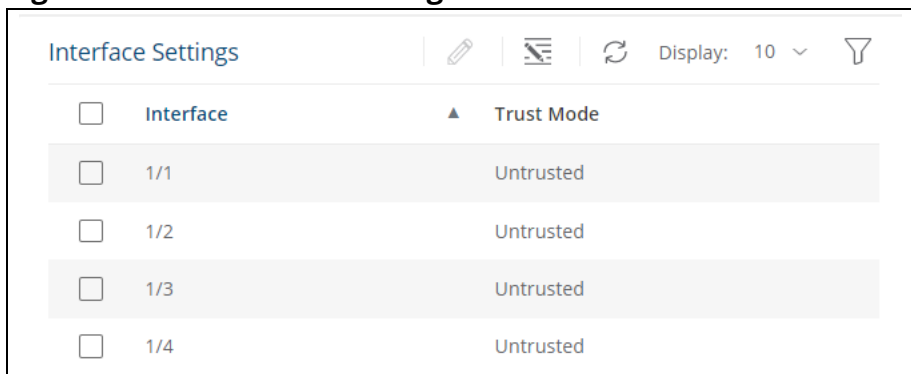 Interface Settings Display: 10
Interface ▲ Trust Mode
1/1 Untrusted
1/2 Untrusted
1/3 Untrusted
1/4 Untrusted